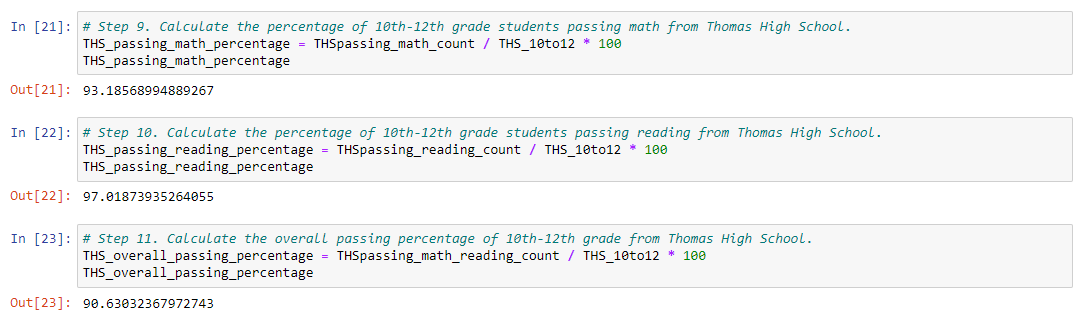 In [21]: # Step 9. Calculate the percentage of 10th-12th grade students passing math from Thomas High School.
THS_passing_math_percentage = THSpassing_math_count / THS_10to12 * 100
THS_passing_math_percentage
Out[21]: 93.18568994889267
In [22]: # Step 10. Calculate the percentage of 10th-12th grade students passing reading from Thomas High School.
THS_passing_reading_percentage = THSpassing_reading_count / THS_10to12 * 100
THS_passing_reading_percentage
Out[22]: 97.01873935264055
In [23]: # Step 11. Calculate the overall passing percentage of 10th-12th grade from Thomas High School.
THS_overall_passing_percentage = THSpassing_math_reading_count / THS_10to12 * 100
THS_overall_passing_percentage
Out[23]: 90.63032367972743